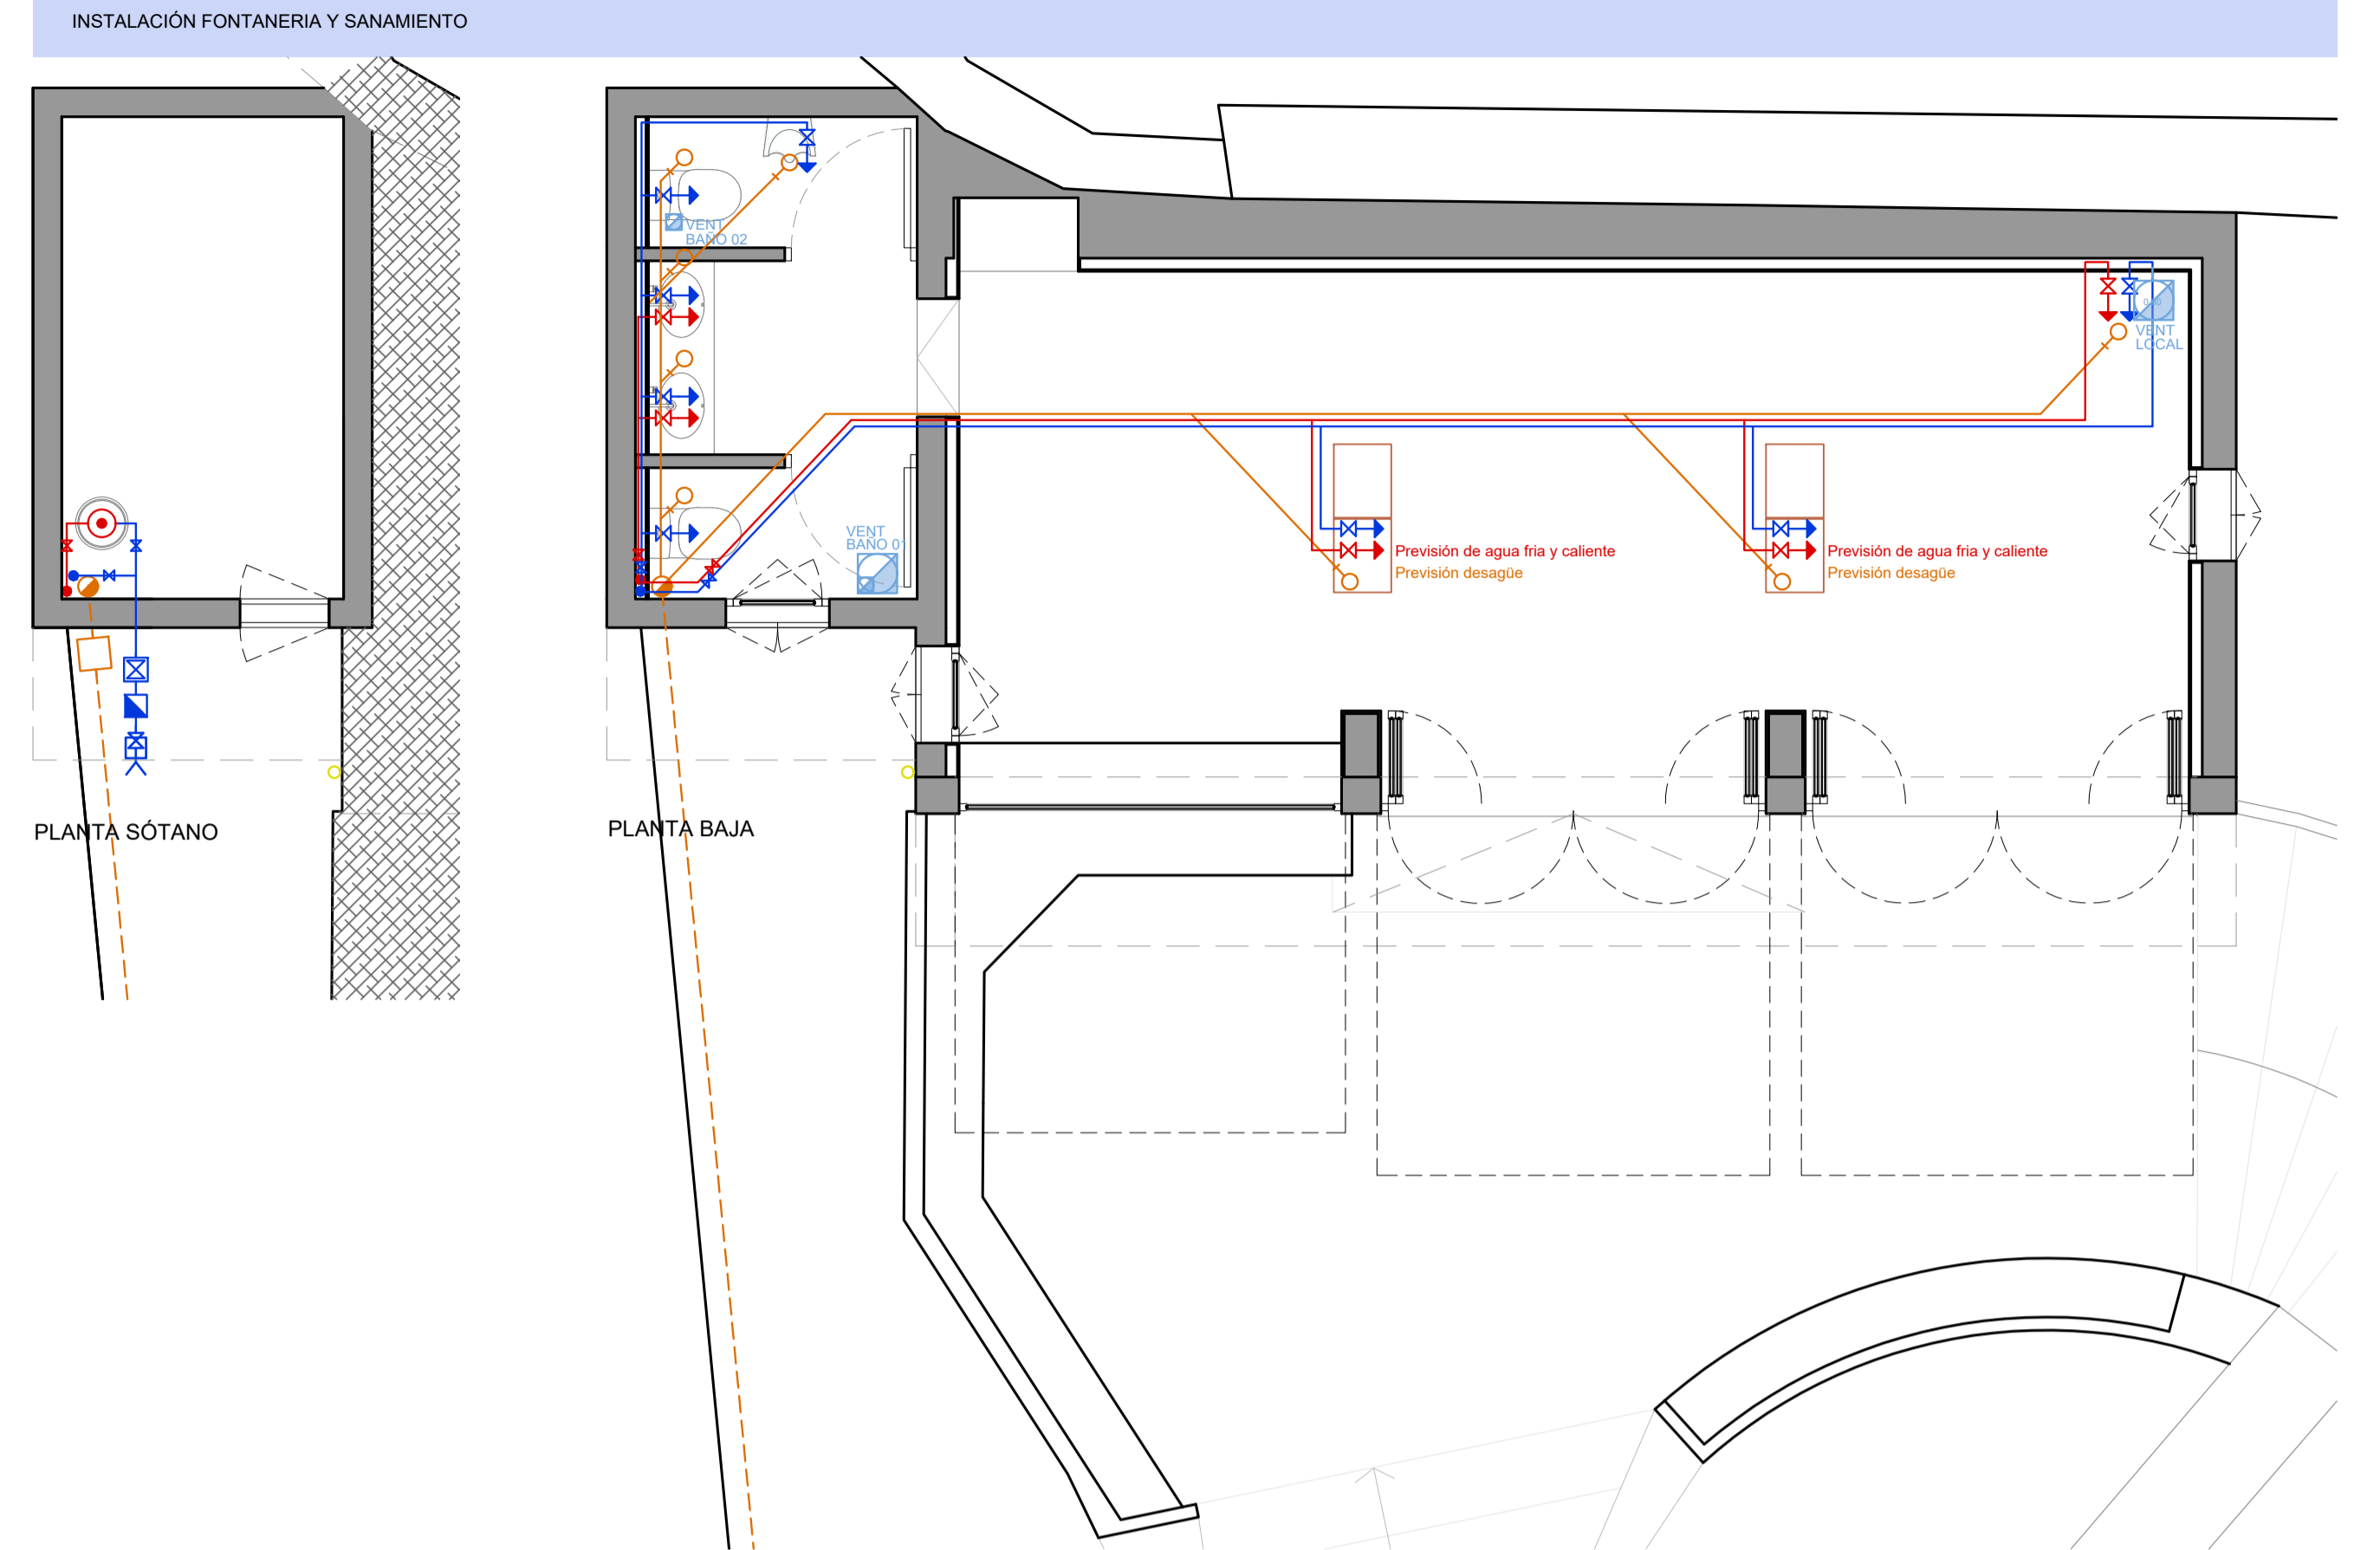 INSTALACIÓN FONTANERIA Y SANAMIENTO
VENT
BAÑO 02
VENT
LOCAL
VENT
BAÑO 01
Previsión de agua fria y caliente
Previsión desagüe
Previsión de agua fria y caliente
Previsión desagüe
PLANTA SÓTANO
PLANTA BAJA